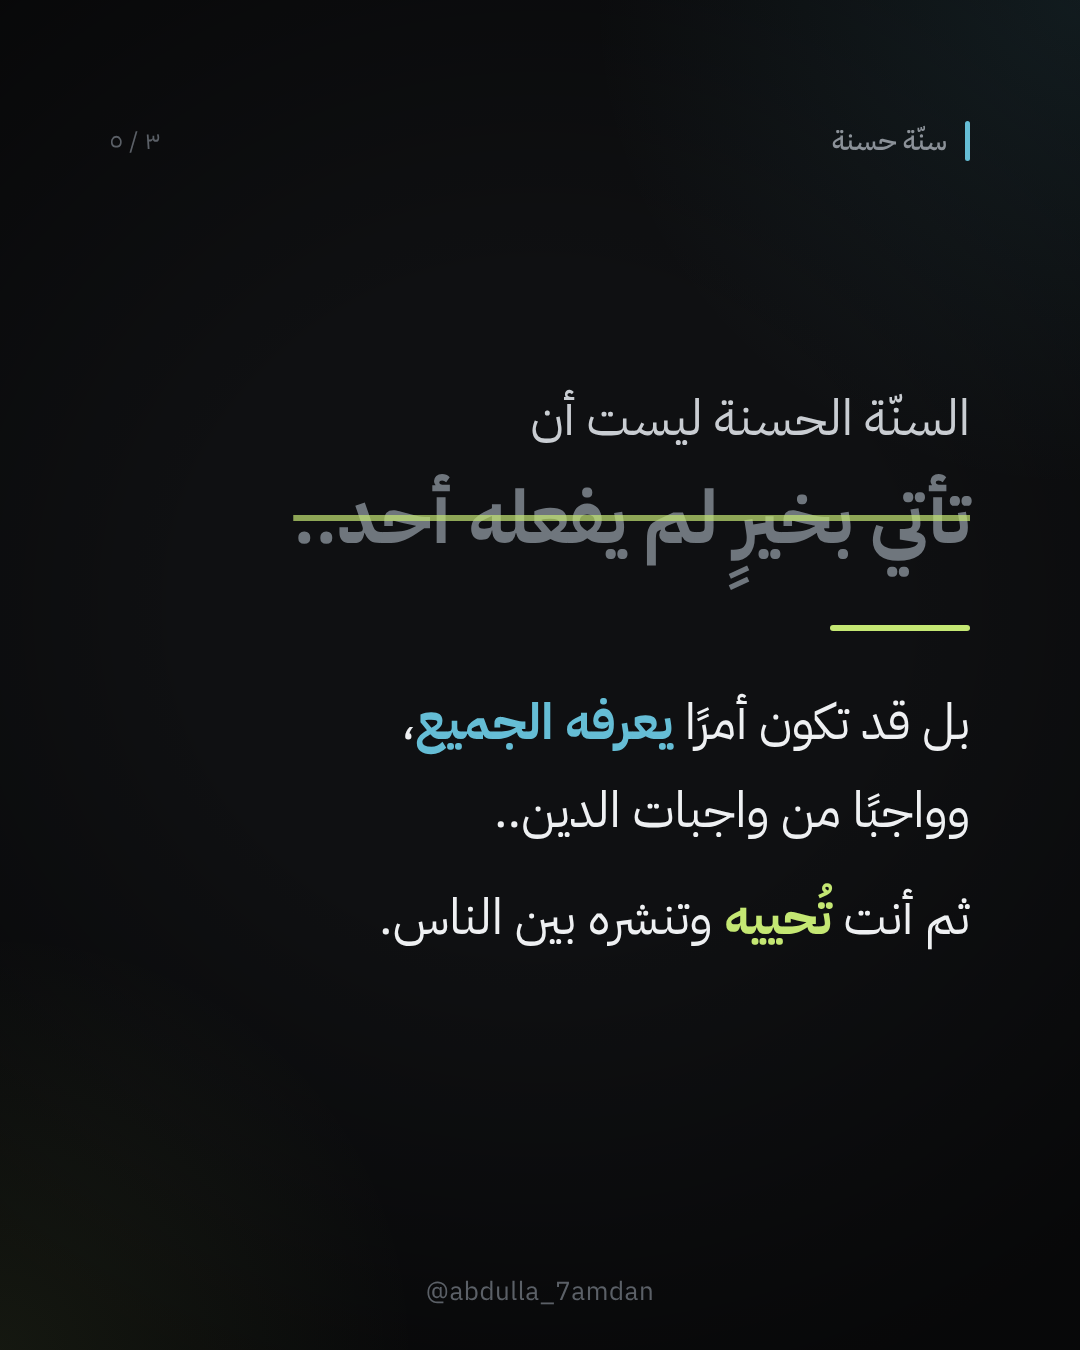 سنّة حسنة
٣ / ٥
السنّة الحسنة ليست أن
تأتي بخيرٍ لم يفعله أحد..
بل قد تكون أمرًا يعرفه الجميع،
وواجبًا من واجبات الدين..
ثم أنت تُحييه وتنشره بين الناس.
@abdulla_7amdan